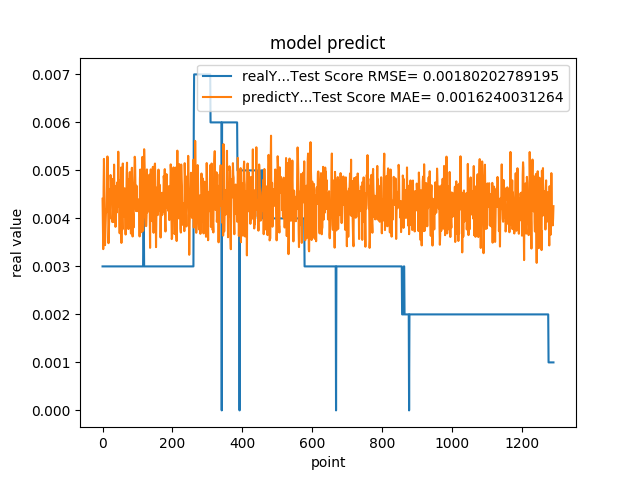 model predict
realY...Test Score RMSE= 0.00180202789195
predictY...Test Score MAE= 0.0016240031264
0.007
0.006
0.005
0.004
0.003
0.002
0.001
0.000
real value
0 200 400 600 800 1000 1200
point